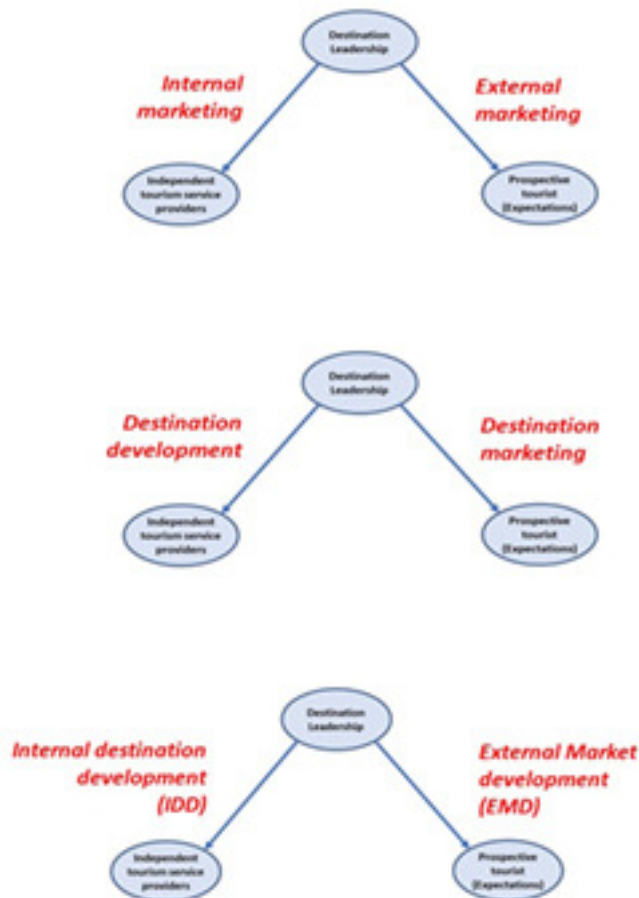 Destination
Leadership
Internal
marketing
External
marketing
Independent
tourism service
providers
Prospective
tourist
(Expectations)
Destination
Leadership
Destination
development
Destination
marketing
Independent
tourism service
providers
Prospective
tourist
(Expectations)
Destination
Leadership
Internal destination
development
(IDD)
External Market
development
(EMD)
Independent
tourism service
providers
Prospective
tourist
(Expectations)